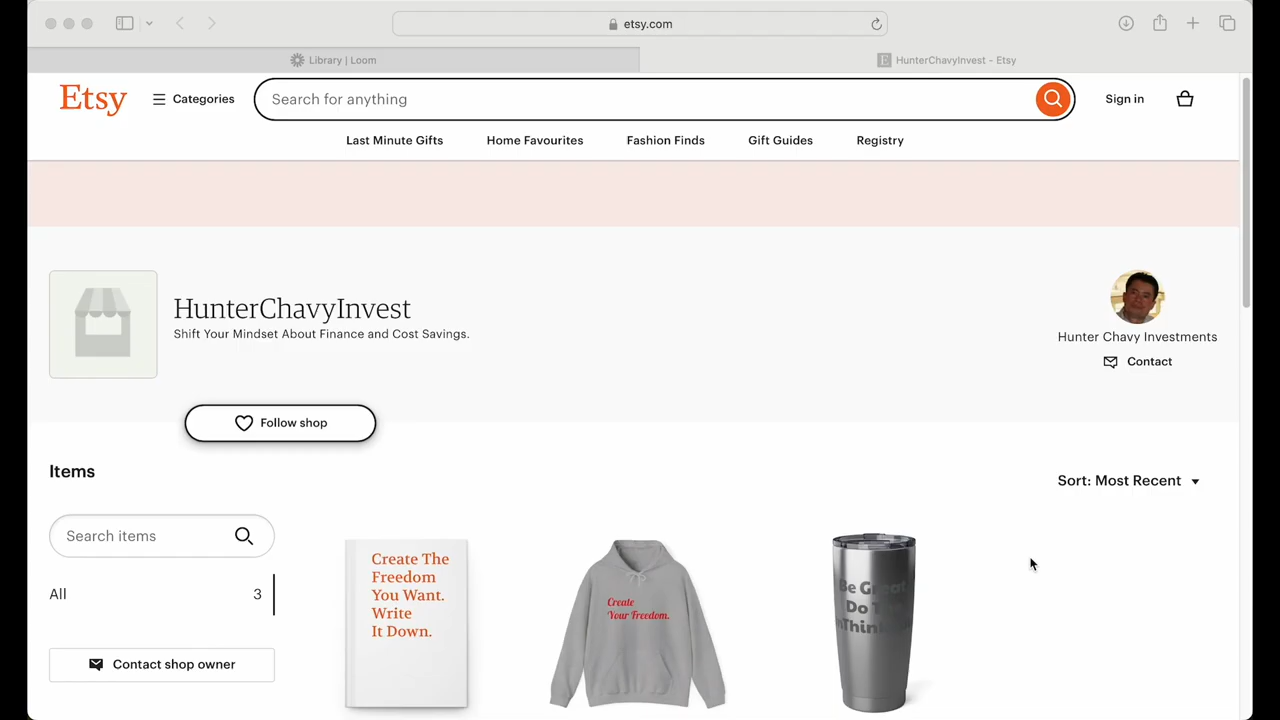 etsy.com
Library | Loom
HunterChavyInvest - Etsy
Etsy
Categories
Search for anything
Sign in
Last Minute Gifts
Home Favourites
Fashion Finds
Gift Guides
Registry
HunterChavyInvest
Shift Your Mindset About Finance and Cost Savings.
Hunter Chavy Investments
Contact
Follow shop
Items
Sort: Most Recent
Search items
All 3
Contact shop owner
Create The
Freedom
You Want.
Write
It Down.
Create
Your Freedom.
Be Great
Do